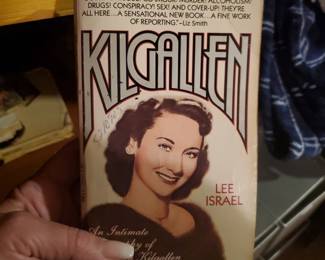 DRUGS! CONSPIRACY! SEX! AND COVER-UP! THEY'RE
ALL HERE...A SENSATIONAL NEW BOOK...A FINE WORK
OF REPORTING."–Liz Smith
KILGALLEN
LEE
ISRAEL
An Intimate
of
Kilgallen